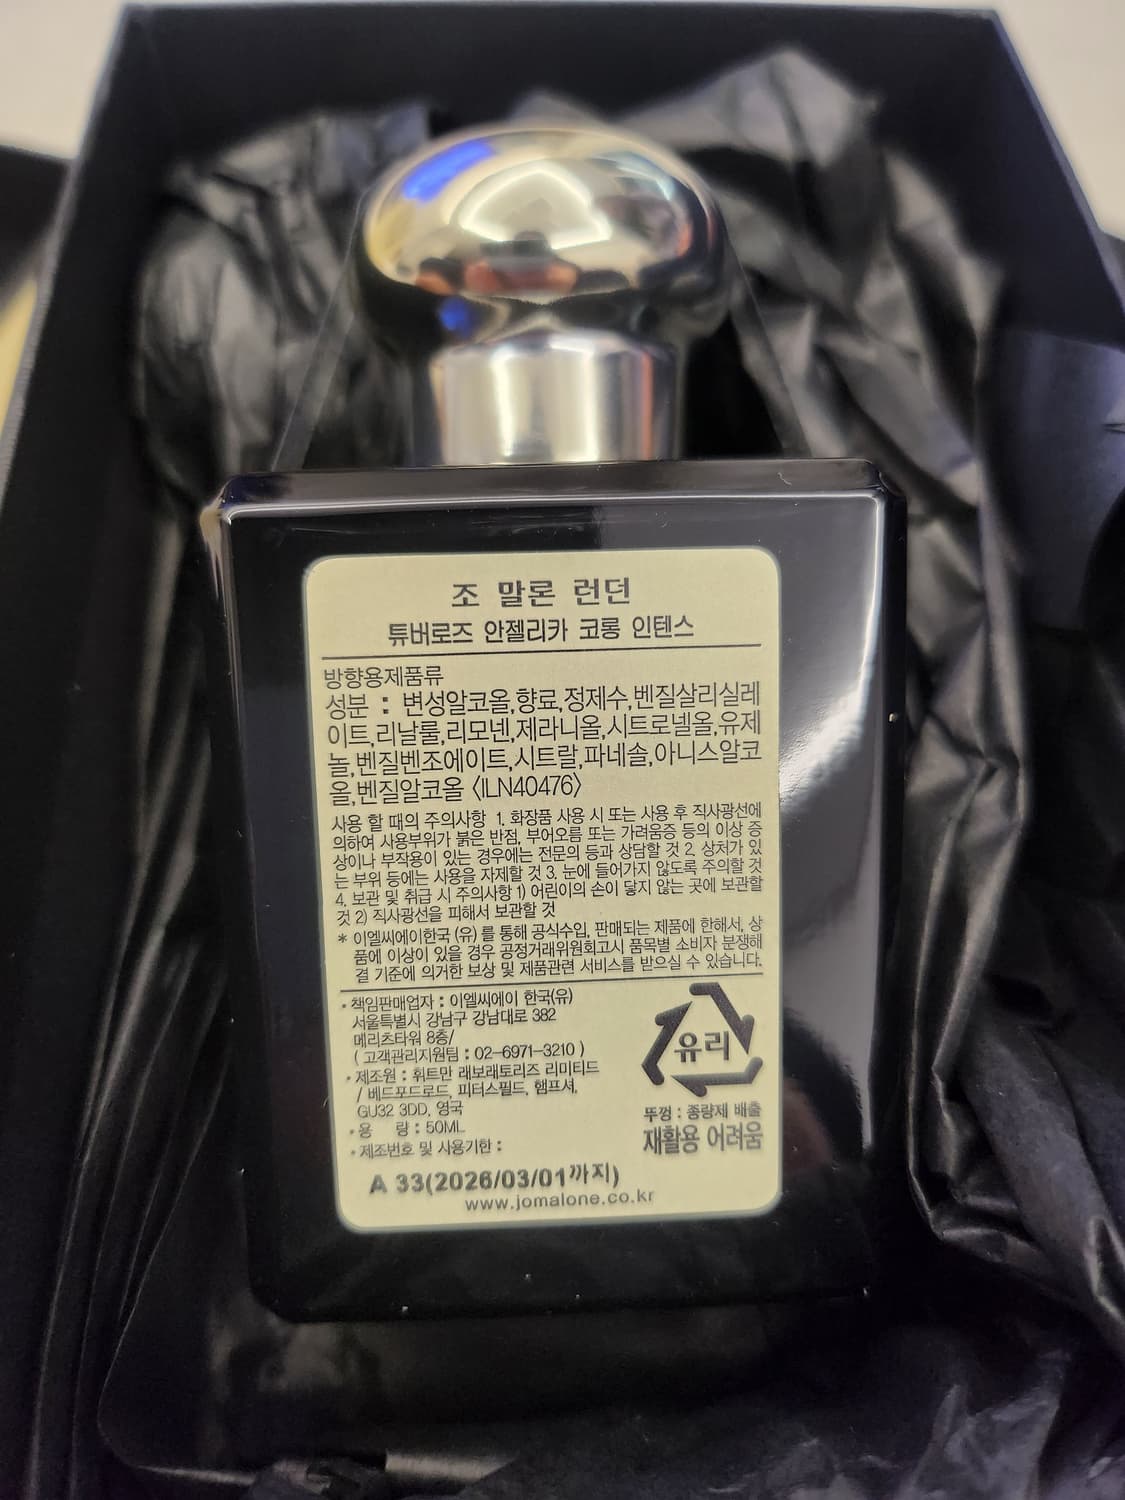 조 말론 런던
튜버로즈 안젤리카 코롱 인텐스
방향용제품류
성분 : 변성알코올,향료,정제수,벤질살리실레
이트,리날룰,리모넨,제라니올,시트로넬올,유제
놀,벤질벤조에이트,시트랄,파네솔,아니스알코
올,벤질알코올 <ILN40476>
사용 할 때의 주의사항 1. 화장품 사용 시 또는 사용 후 직사광선에
의하여 사용부위가 붉은 반점, 부어오름 또는 가려움증 등의 이상 증
상이나 부작용이 있는 경우에는 전문의 등과 상담할 것 2. 상처가 있
는 부위 등에는 사용을 자제할 것 3. 눈에 들어가지 않도록 주의할 것
4. 보관 및 취급 시 주의사항 1) 어린이의 손이 닿지 않는 곳에 보관할
것 2) 직사광선을 피해서 보관할 것
* 이엘씨에이한국 (유) 를 통해 공식수입, 판매되는 제품에 한해서, 상
품에 이상이 있을 경우 공정거래위원회고시 품목별 소비자 분쟁해
결 기준에 의거한 보상 및 제품관련 서비스를 받으실 수 있습니다.
• 책임판매업자 : 이엘씨에이 한국(유)
서울특별시 강남구 강남대로 382
메리츠타워 8층/
( 고객관리지원팀 : 02-6971-3210 )
• 제조원 : 휘트만 래보래토리즈 리미티드
/ 베드포드로드, 피터스필드, 햄프셔,
GU32 3DD, 영국
• 용 량 : 50ML
• 제조번호 및 사용기한 :
A 33(2026/03/01까지)
www.jomalone.co.kr
유리
뚜껑 : 종량제 배출
재활용 어려움